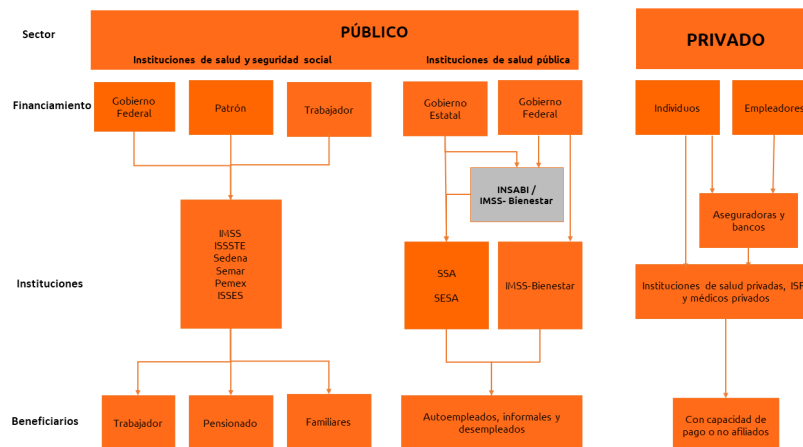 Sector
PÚBLICO
Instituciones de salud y seguridad social
Instituciones de salud pública
PRIVADO
Financiamiento
Gobierno
Federal
Patrón
Trabajador
Gobierno
Estatal
Gobierno
Federal
Individuos
Empleadores
INSABI /
IMSS- Bienestar
Aseguradoras y
bancos
Instituciones
IMSS
ISSSTE
Sedena
Semar
Pemex
ISSES
SSA
SESA
IMSS-Bienestar
Instituciones de salud privadas,
y médicos privados
Beneficiarios
Trabajador
Pensionado
Familiares
Autoempleados, informales y
desempleados
Con capacidad de
pago o no afiliados